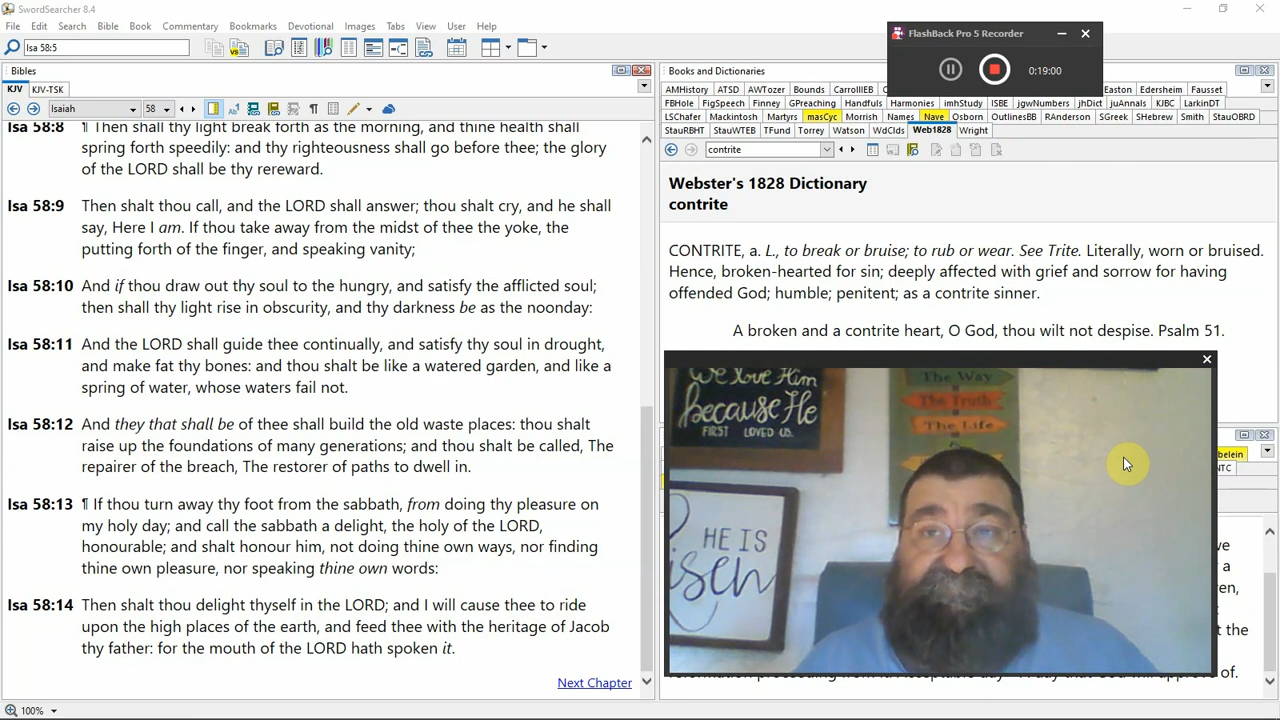 SwordSearcher 8.4
File Edit Search Bible Book Commentary Bookmarks Devotional Images Tabs View User Help
Isa 58:5
VS
Bibles
KJV KJV-TSK
Isaiah 58
Isa 58:8 ¶ Then shall thy light break forth as the morning, and thine health shall
spring forth speedily: and thy righteousness shall go before thee; the glory
of the LORD shall be thy rereward.
Isa 58:9 Then shalt thou call, and the LORD shall answer; thou shalt cry, and he shall
say, Here I am. If thou take away from the midst of thee the yoke, the
putting forth of the finger, and speaking vanity;
Isa 58:10 And if thou draw out thy soul to the hungry, and satisfy the afflicted soul;
then shall thy light rise in obscurity, and thy darkness be as the noonday:
Isa 58:11 And the LORD shall guide thee continually, and satisfy thy soul in drought,
and make fat thy bones: and thou shalt be like a watered garden, and like a
spring of water, whose waters fail not.
Isa 58:12 And they that shall be of thee shall build the old waste places: thou shalt
raise up the foundations of many generations; and thou shalt be called, The
repairer of the breach, The restorer of paths to dwell in.
Isa 58:13 ¶ If thou turn away thy foot from the sabbath, from doing thy pleasure on
my holy day; and call the sabbath a delight, the holy of the LORD,
honourable; and shalt honour him, not doing thine own ways, nor finding
thine own pleasure, nor speaking thine own words:
Isa 58:14 Then shalt thou delight thyself in the LORD; and I will cause thee to ride
upon the high places of the earth, and feed thee with the heritage of Jacob
thy father: for the mouth of the LORD hath spoken it.
Next Chapter
100%
FlashBack Pro 5 Recorder
0:19:00
Books and Dictionaries
AMHistory ATSD AWTozer Bounds CarrollIEB Easton Edersheim Fausset
FBHole FigSpeech Finney GPreaching Handfuls Harmonies imhStudy ISBE jgwNumbers jhDict juAnnals KJBC LarkinDT
LSChafer Mackintosh Martyrs masCyc Morrish Names Nave Osborn OutlinesBB RAnderson SGreek SHebrew Smith StauOBRD
StauRBHT StauWTEB TFund Torrey Watson WdClds Web1828 Wright
contrite
Webster's 1828 Dictionary
contrite
CONTRITE, a. L., to break or bruise; to rub or wear. See Trite. Literally, worn or bruised.
Hence, broken-hearted for sin; deeply affected with grief and sorrow for having
offended God; humble; penitent; as a contrite sinner.
A broken and a contrite heart, O God, thou wilt not despise. Psalm 51.
We love Him
because He
FIRST LOVED US.
The Way
The Truth
The Life
HE IS
risen
belein
NTC
we
a
the
of.